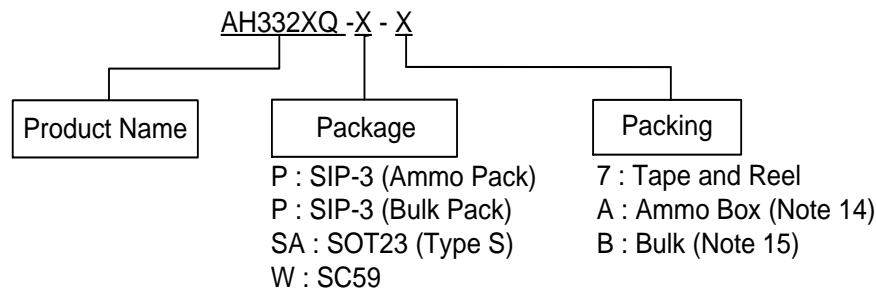 AH332XQ -X - X
Product Name
Package
Packing
P : SIP-3 (Ammo Pack)
P : SIP-3 (Bulk Pack)
SA : SOT23 (Type S)
W : SC59
7 : Tape and Reel
A : Ammo Box (Note 14)
B : Bulk (Note 15)